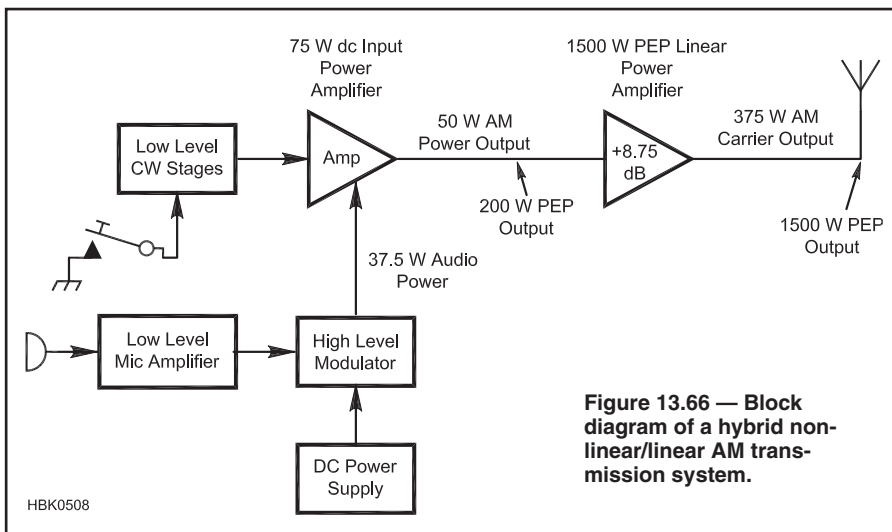 75 W dc Input
Power
Amplifier
1500 W PEP Linear
Power
Amplifier
50 W AM
Power Output
375 W AM
Carrier Output
Low Level
CW Stages
Amp
+8.75
dB
200 W PEP
Output
1500 W PEP
Output
37.5 W Audio
Power
Low Level
Mic Amplifier
High Level
Modulator
DC Power
Supply
Figure 13.66 — Block
diagram of a hybrid non-
linear/linear AM trans-
mission system.
HBK0508